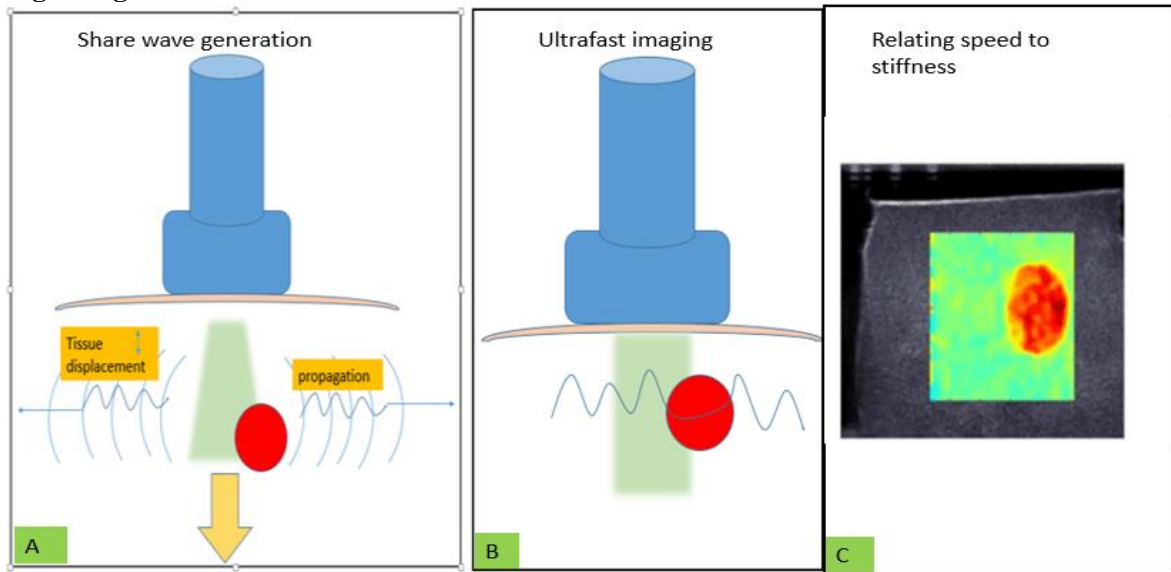 Share wave generation
Tissue
displacement
propagation
A
Ultrafast imaging
B
Relating speed to
stiffness
C